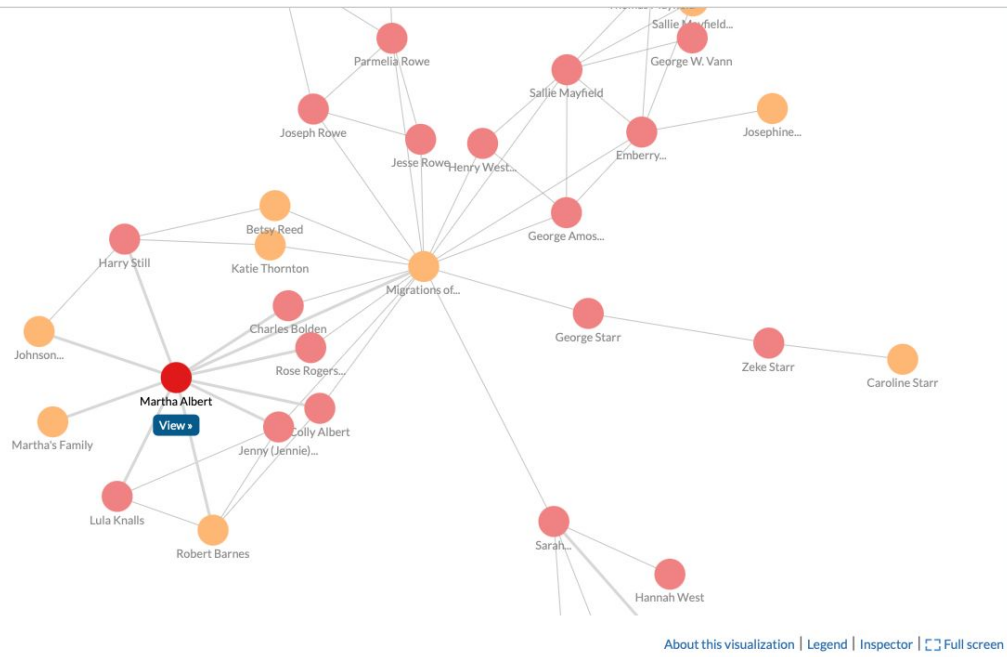 Sallie Mayfield...
Parmelia Rowe
George W. Vann
Sallie Mayfield
Joseph Rowe
Josephine...
Jesse Rowe
Henry West...
Emberry...
Betsy Reed
George Amos...
Harry Still
Katie Thornton
Migrations of...
Charles Bolden
George Starr
Johnson...
Rose Rogers...
Zeke Starr
Caroline Starr
Martha Albert
View »
Colly Albert
Martha's Family
Jenny (Jennie)...
Lula Knalls
Robert Barnes
Sarah...
Hannah West
About this visualization | Legend | Inspector | Full screen